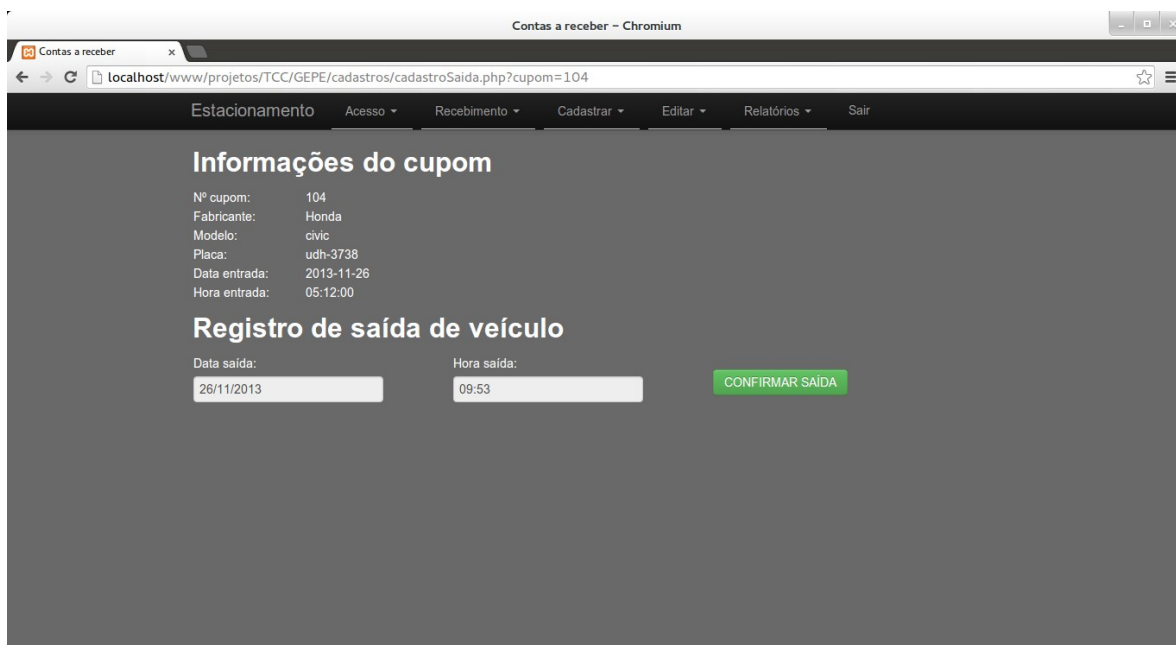 Contas a receber – Chromium
Contas a receber
localhost/www/projetos/TCC/GEPE/cadastros/cadastroSaida.php?cupom=104
Estacionamento Acesso Recebimento Cadastrar Editar Relatórios Sair
Informações do cupom
Nº cupom: 104
Fabricante: Honda
Modelo: civic
Placa: udh-3738
Data entrada: 2013-11-26
Hora entrada: 05:12:00
Registro de saída de veículo
Data saída: Hora saída:
26/11/2013 09:53 CONFIRMAR SAÍDA